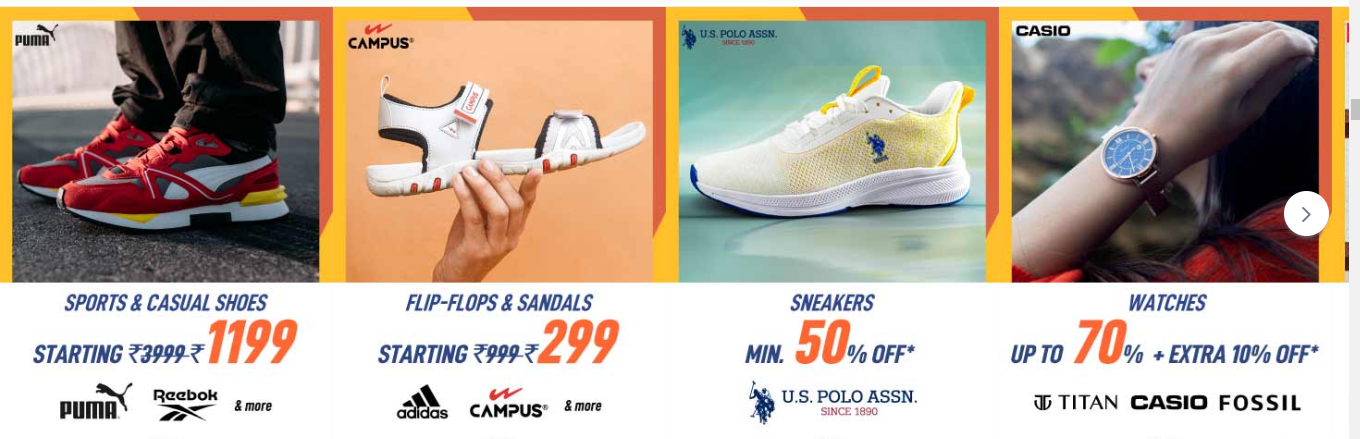 PUMA
CAMPUS®
U.S. POLO ASSN.
SINCE 1890
CASIO
CAMPUS
SPORTS & CASUAL SHOES
STARTING ₹3999 ₹1199
PUMA Reebok & more
FLIP-FLOPS & SANDALS
STARTING ₹999 ₹299
adidas CAMPUS® & more
SNEAKERS
MIN. 50% OFF*
U.S. POLO ASSN.
SINCE 1890
WATCHES
UP TO 70% + EXTRA 10% OFF*
TITAN CASIO FOSSIL